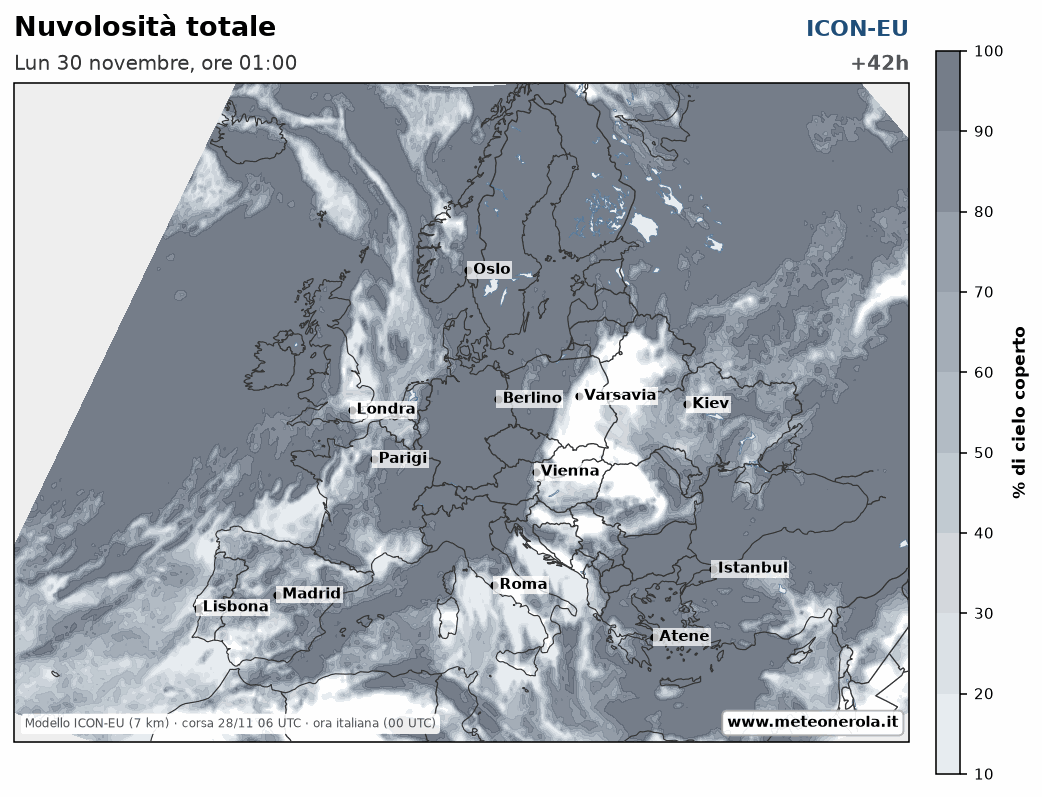 Nuvolosità totale
ICON-EU
Lun 30 novembre, ore 01:00
+42h
100
90
80
70
60
50
40
30
20
10
% di cielo coperto
Oslo
Berlino
Varsavia
Kiev
Londra
Parigi
Vienna
Istanbul
Roma
Madrid
Lisbona
Atene
Modello ICON-EU (7 km) · corsa 28/11 06 UTC · ora italiana (00 UTC)
www.meteonerola.it